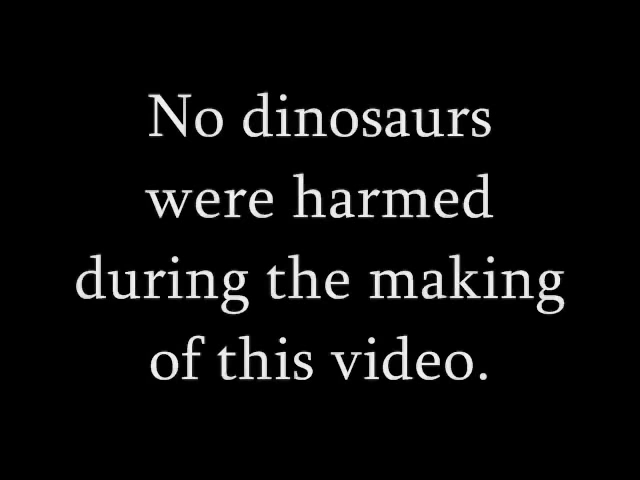 No dinosaurs
were harmed
during the making
of this video.